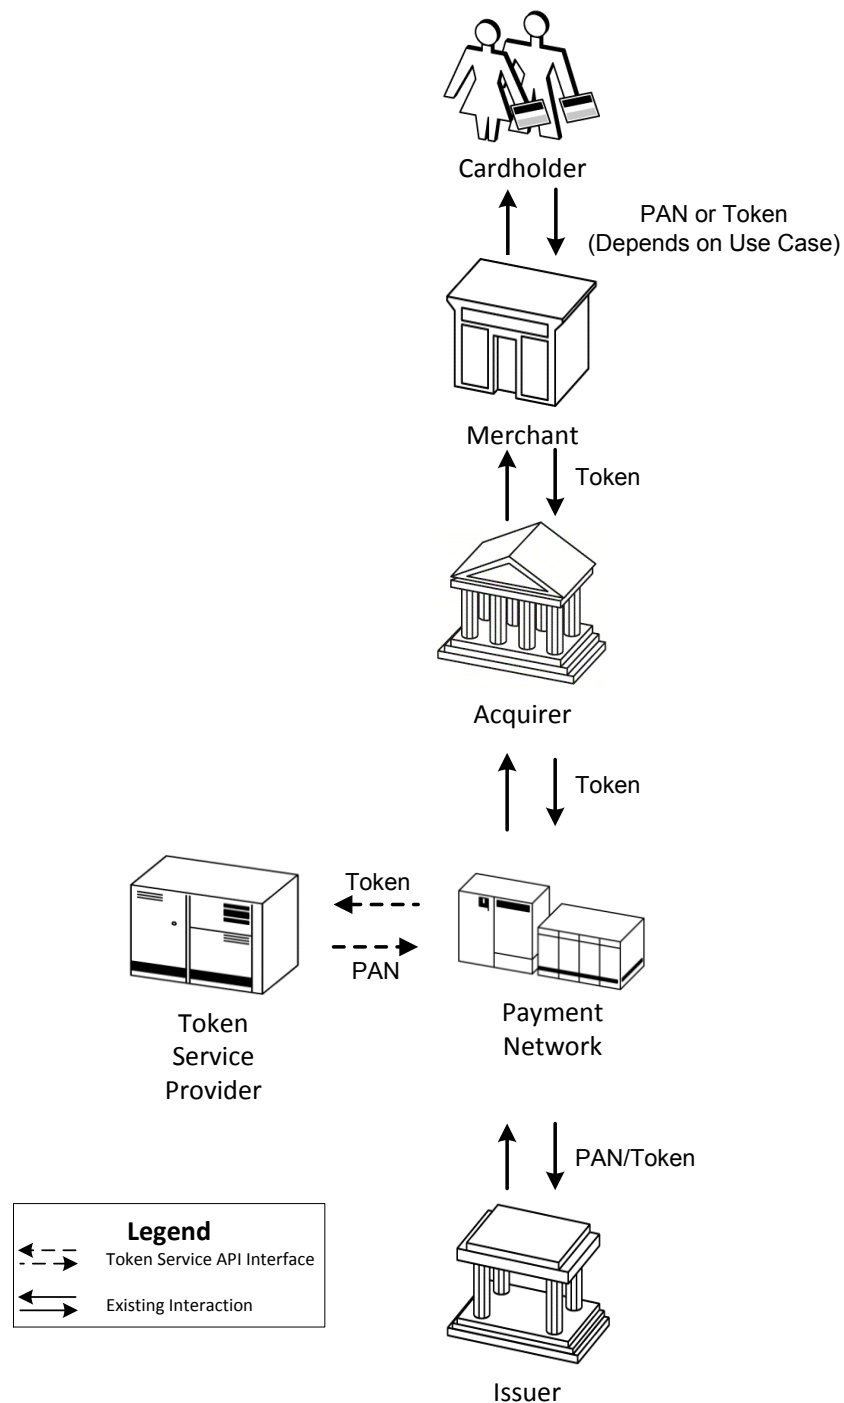 Cardholder
PAN or Token
(Depends on Use Case)
Merchant
Token
Acquirer
Token
Token
PAN
Token
Service
Provider
Payment
Network
PAN/Token
Legend
Token Service API Interface
Existing Interaction
Issuer